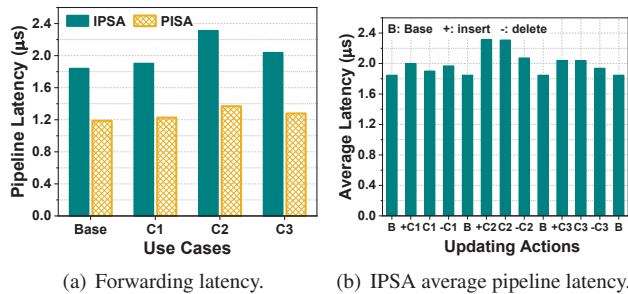 IPSA PISA
Pipeline Latency (μs)
2.4
2.0
1.6
1.2
0.8
0.4
0.0
Base C1 C2 C3
Use Cases
(a) Forwarding latency.
B: Base +: insert -: delete
Average Latency (μs)
2.4
2.0
1.6
1.2
0.8
0.4
0.0
B +C1 C1 -C1 B +C2 C2 -C2 B +C3 C3 -C3 B
Updating Actions
(b) IPSA average pipeline latency.